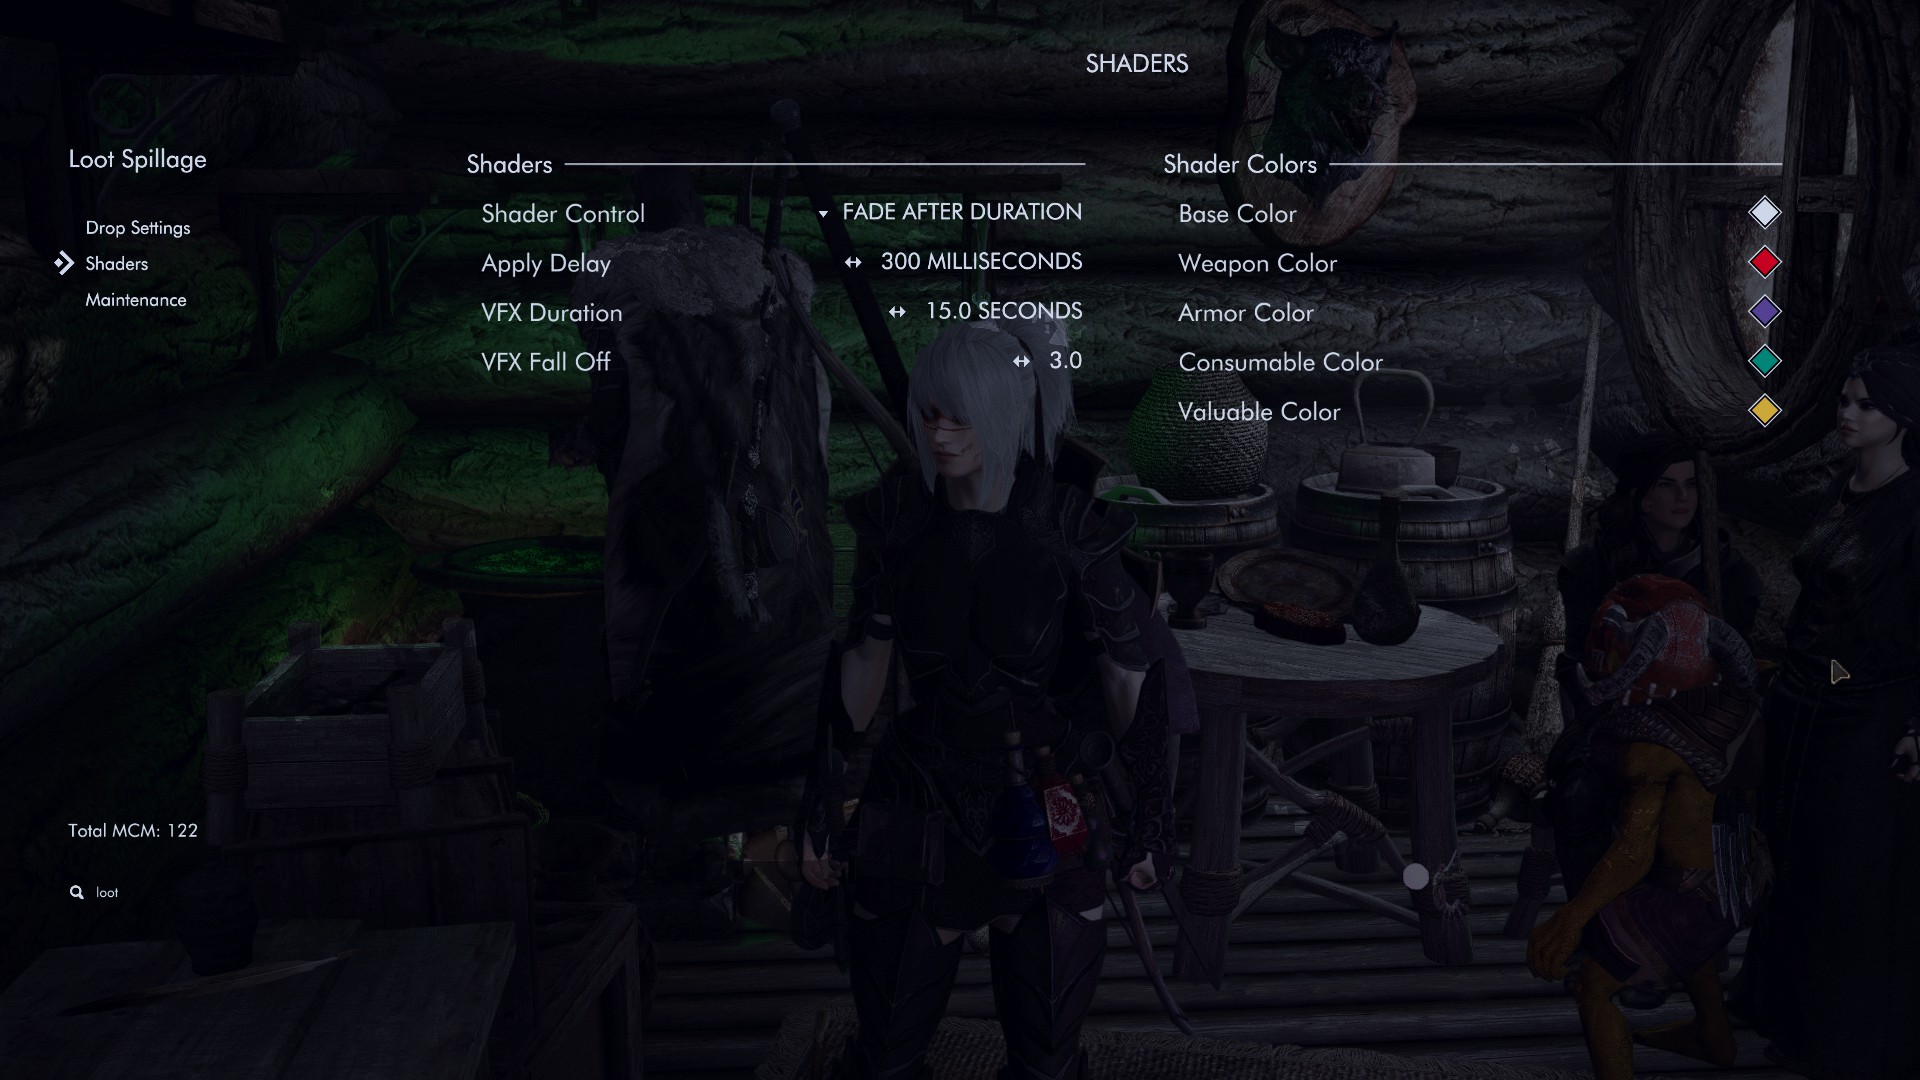 SHADERS
Loot Spillage
Drop Settings
Shaders
Maintenance
Total MCM: 122
loot
Shaders
Shader Control FADE AFTER DURATION
Apply Delay 300 MILLISECONDS
VFX Duration 15.0 SECONDS
VFX Fall Off 3.0
Shader Colors
Base Color
Weapon Color
Armor Color
Consumable Color
Valuable Color